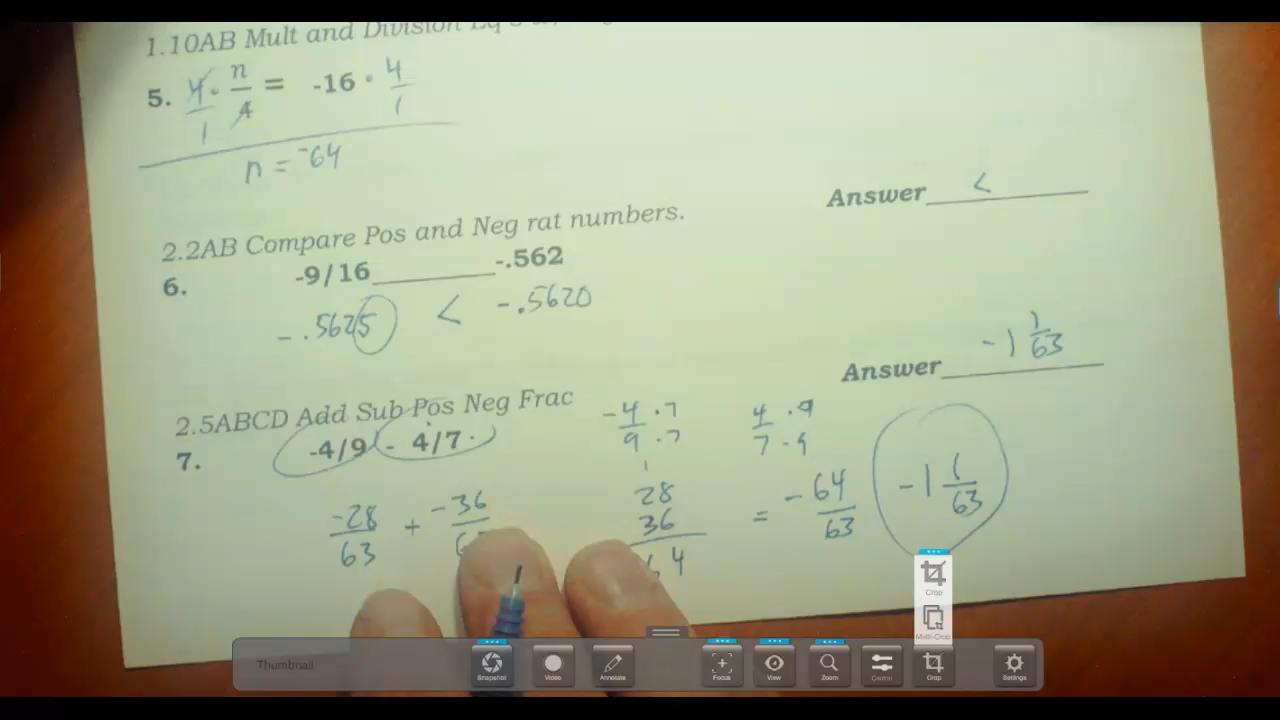 1.10AB Mult and Division Eq
5. 4/1 · n/4 = -16 · 4/1
n = -64
Answer <
2.2AB Compare Pos and Neg rat numbers.
6. -9/16 ______ -.562
- .5625 < - .5620
Answer -1 1/63
2.5ABCD Add Sub Pos Neg Frac
7. -4/9 - 4/7
-4/9 ·7/·7 4/7 ·9/·9
-28/63 + -36/
1
28
36
64
= -64/63 -1 1/63
Crop
Multi-Crop
Thumbnail Snapshot Video Annotate Focus View Zoom Control Crop Settings